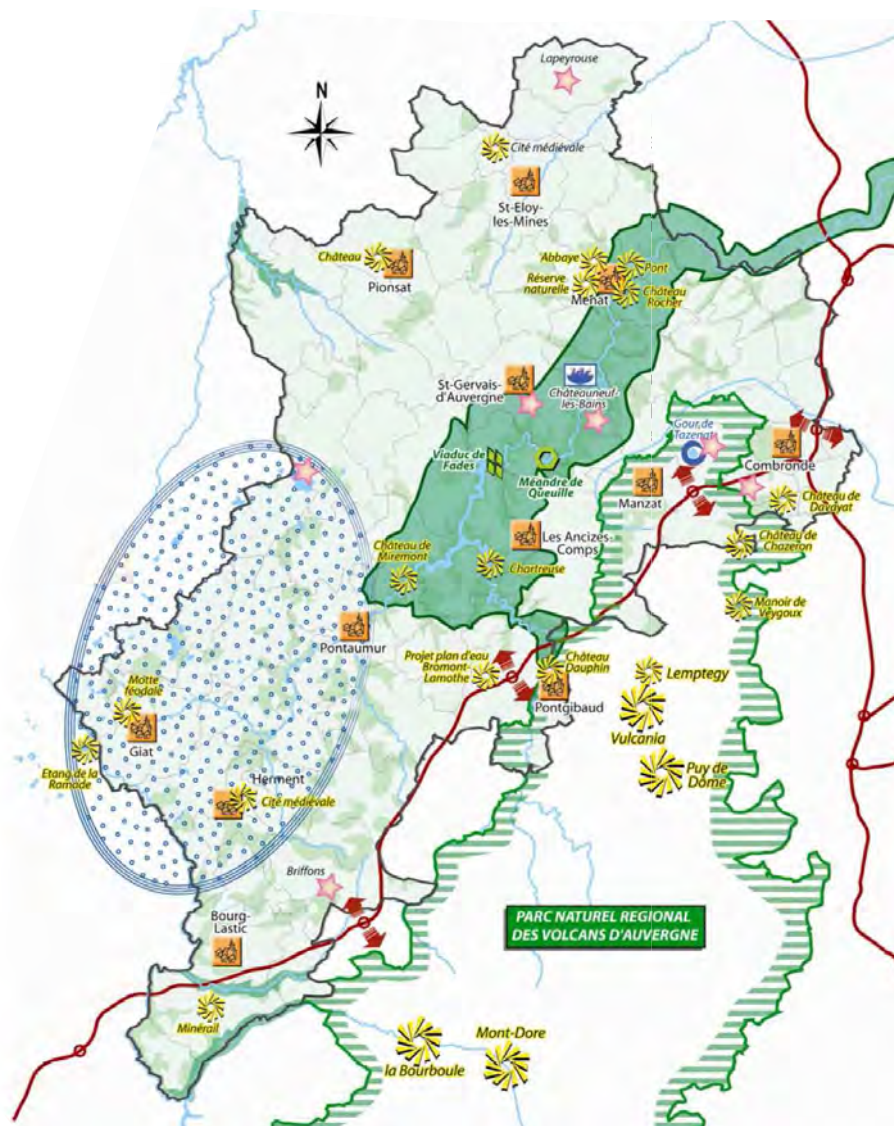 Lapeyrouse
N
Cité médiévale
St-Eloy-
les-Mines
Château
Pionsat
Abbaye
Pont
Réserve
naturelle
Mehat
Château
Rocher
St-Gervais-
d'Auvergne
Châteauneuf-
les-Bains
Gour de
Tazenat
Combronde
Viaduc de
Fades
Méandre de
Queuille
Manzat
Château de
Davayat
Les Ancizes-
Comps
Château de
Chazeron
Château de
Miremont
Chartreuse
Manoir de
Veygoux
Pontaumur
Projet plan d'eau
Bromont-
Lamothe
Château
Dauphin
Lemptegy
Pontgibaud
Motte
féodale
Giat
Vulcania
Etang de la
Ramade
Herment
Cité médiévale
Puy de
Dôme
Briffons
PARC NATUREL REGIONAL
DES VOLCANS D'AUVERGNE
Bourg-
Lastic
Minérail
la Bourboule
Mont-Dore